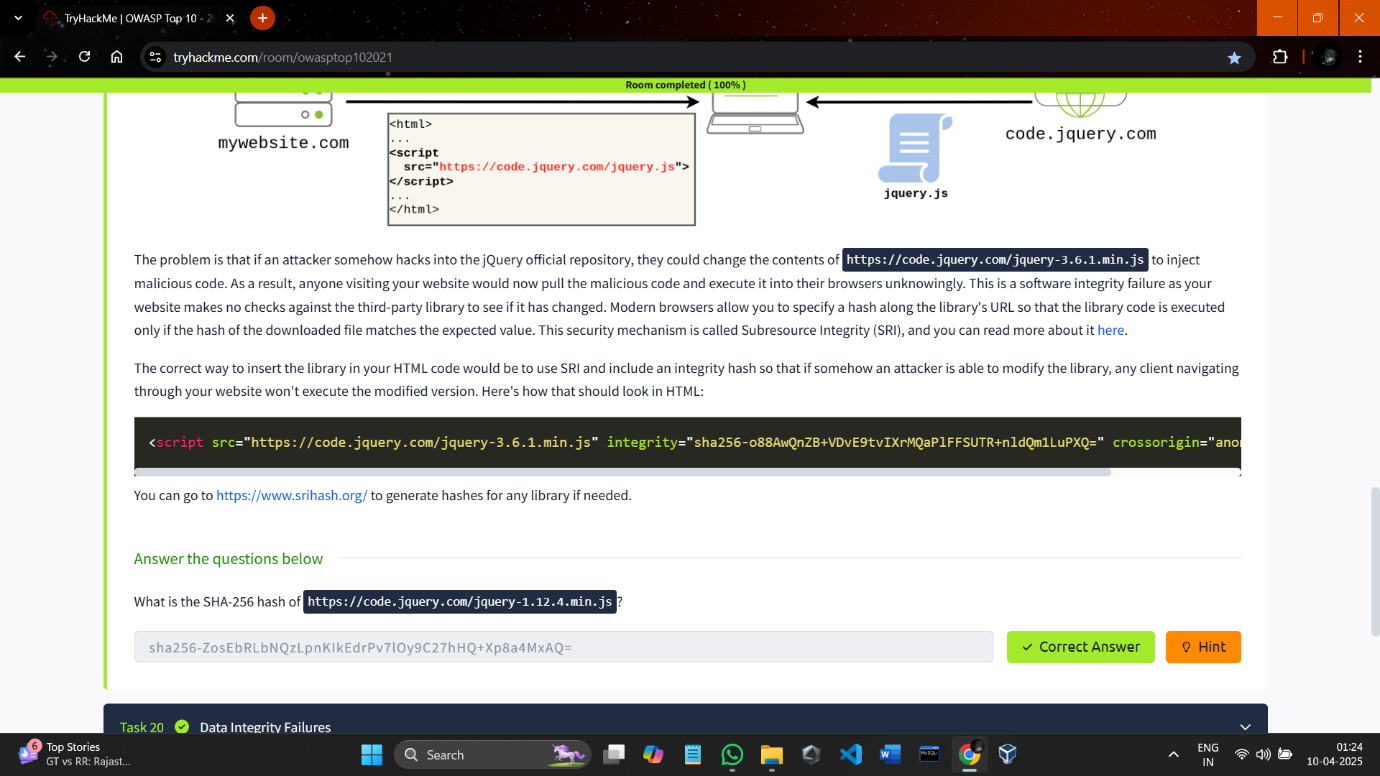 TryHackMe | OWASP Top 10 - 2
tryhackme.com/room/owasptop102021
Room completed ( 100% )
mywebsite.com
<html>
...
<script
src="https://code.jquery.com/jquery.js">
</script>
...
</html>
jquery.js
code.jquery.com
The problem is that if an attacker somehow hacks into the jQuery official repository, they could change the contents of https://code.jquery.com/jquery-3.6.1.min.js to inject
malicious code. As a result, anyone visiting your website would now pull the malicious code and execute it into their browsers unknowingly. This is a software integrity failure as your
website makes no checks against the third-party library to see if it has changed. Modern browsers allow you to specify a hash along the library's URL so that the library code is executed
only if the hash of the downloaded file matches the expected value. This security mechanism is called Subresource Integrity (SRI), and you can read more about it here.
The correct way to insert the library in your HTML code would be to use SRI and include an integrity hash so that if somehow an attacker is able to modify the library, any client navigating
through your website won't execute the modified version. Here's how that should look in HTML:
<script src="https://code.jquery.com/jquery-3.6.1.min.js" integrity="sha256-o88AwQnZB+VDvE9tvIXrMQaPlFFSUTR+nldQm1LuPXQ=" crossorigin="anon
You can go to https://www.srihash.org/ to generate hashes for any library if needed.
Answer the questions below
What is the SHA-256 hash of https://code.jquery.com/jquery-1.12.4.min.js ?
sha256-ZosEbRLbNQzLpnKIkEdrPv7lOy9C27hHQ+Xp8a4MxAQ=
Correct Answer
Hint
Task 20 Data Integrity Failures
6
Top Stories
GT vs RR: Rajast...
Search
ENG
IN
01:24
10-04-2025